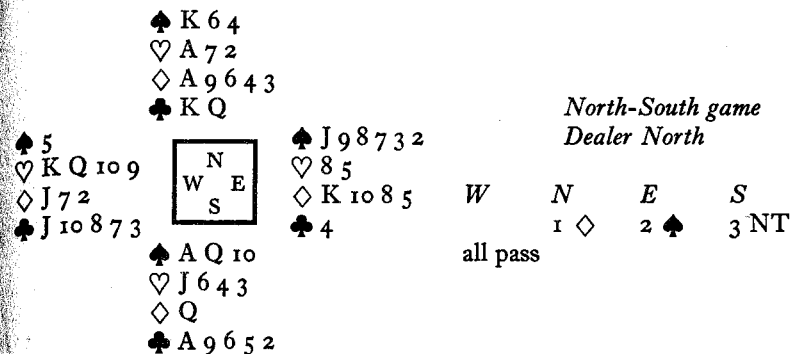 ♠ K 6 4
♡ A 7 2
◇ A 9 6 4 3
♣ K Q
North-South game
Dealer North
♠ 5
♡ K Q 10 9
◇ J 7 2
♣ J 10 8 7 3
N
W E
S
♠ J 9 8 7 3 2
♡ 8 5
◇ K 10 8 5
♣ 4
W N E S
1 ◇ 2 ♠ 3 NT
all pass
♠ A Q 10
♡ J 6 4 3
◇ Q
♣ A 9 6 5 2